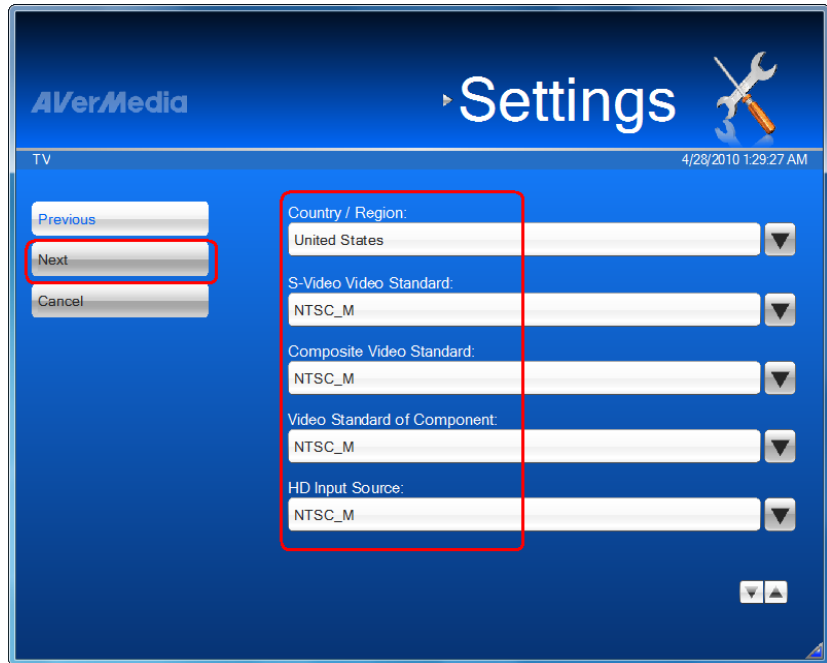 AVerMedia
Settings
TV
4/28/2010 1:29:27 AM
Previous
Next
Cancel
Country / Region:
United States
S-Video Video Standard:
NTSC_M
Composite Video Standard:
NTSC_M
Video Standard of Component:
NTSC_M
HD Input Source:
NTSC_M